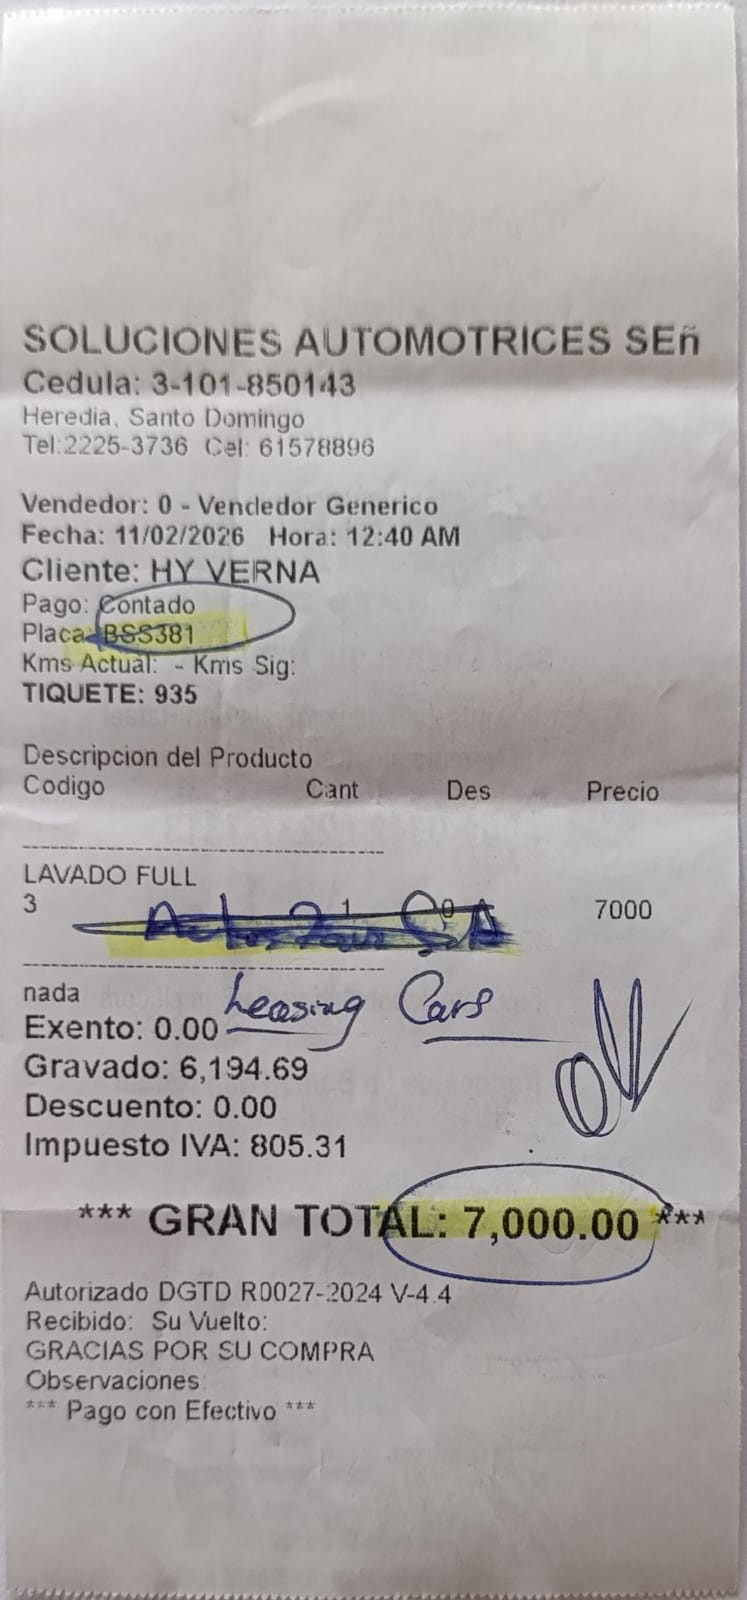 SOLUCIONES AUTOMOTRICES SEñ
Cedula: 3-101-850143
Heredia, Santo Domingo
Tel:2225-3736 Cel: 61578896
Vendedor: 0 - Vendedor Generico
Fecha: 11/02/2026 Hora: 12:40 AM
Cliente: HY VERNA
Pago: Contado
Placa: BSS381
Kms Actual: - Kms Sig:
TIQUETE: 935
Descripcion del Producto
Codigo Cant Des Precio
LAVADO FULL
3 1 0 7000
nada
Leasing Cars
Exento: 0.00
Gravado: 6,194.69
Descuento: 0.00
Impuesto IVA: 805.31
*** GRAN TOTAL: 7,000.00 ***
Autorizado DGTD R0027-2024 V-4.4
Recibido: Su Vuelto:
GRACIAS POR SU COMPRA
Observaciones:
*** Pago con Efectivo ***